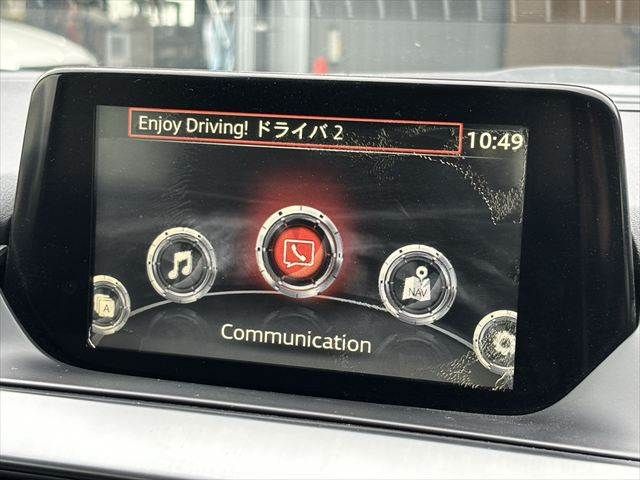 Enjoy Driving! ドライバ 2
10:49
A
NAV
Communication